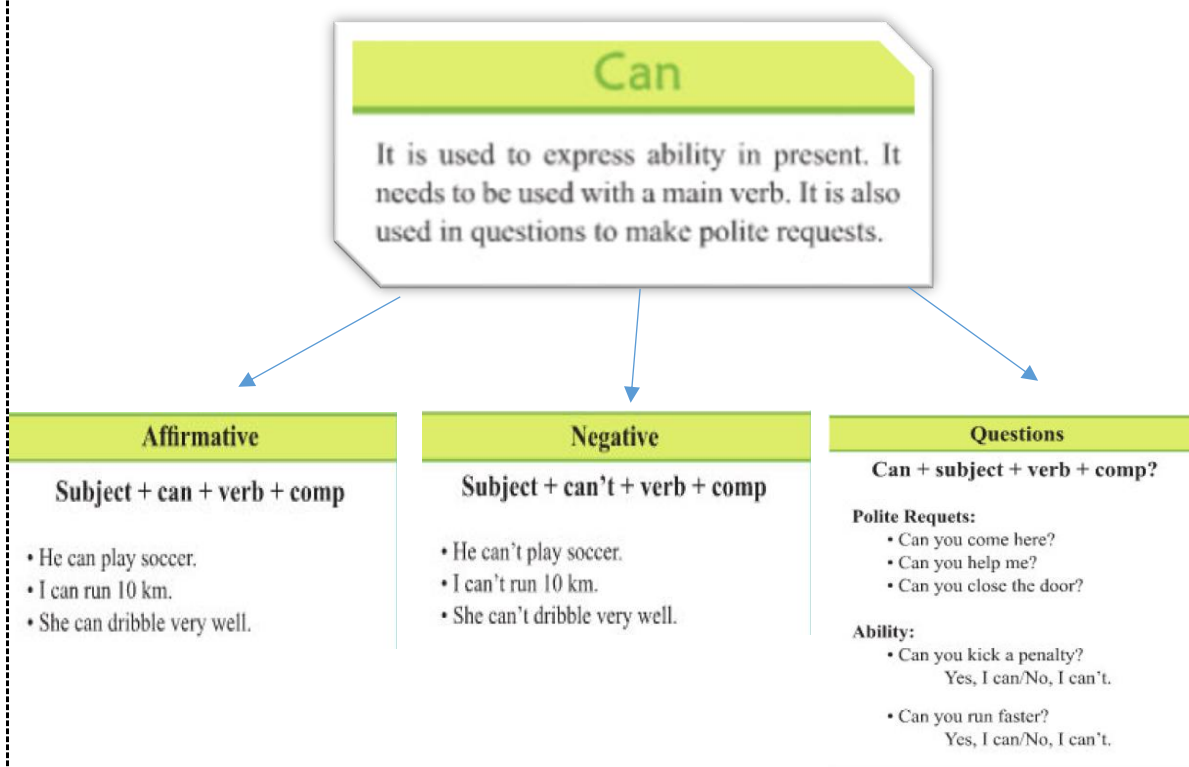 Can
It is used to express ability in present. It
needs to be used with a main verb. It is also
used in questions to make polite requests.
Affirmative
Subject + can + verb + comp
• He can play soccer.
• I can run 10 km.
• She can dribble very well.
Negative
Subject + can't + verb + comp
• He can't play soccer.
• I can't run 10 km.
• She can't dribble very well.
Questions
Can + subject + verb + comp?
Polite Requets:
• Can you come here?
• Can you help me?
• Can you close the door?
Ability:
• Can you kick a penalty?
Yes, I can/No, I can't.
• Can you run faster?
Yes, I can/No, I can't.